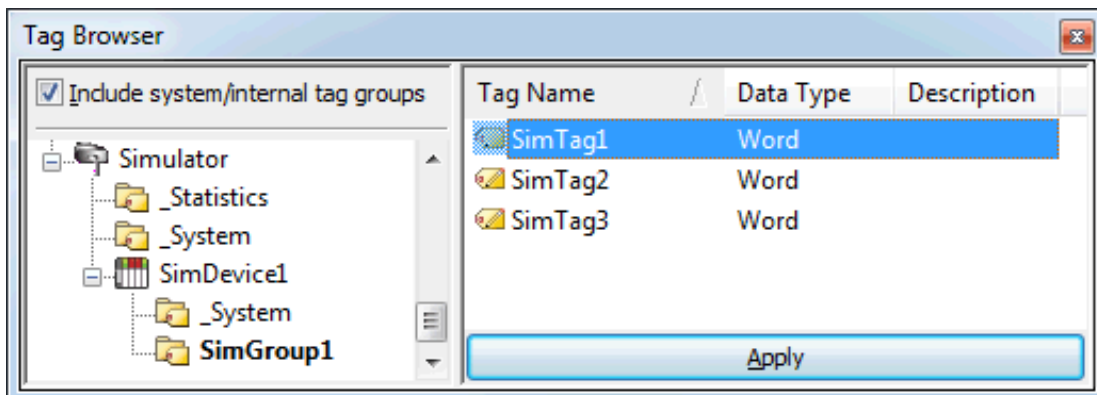 Tag Browser
Include system/internal tag groups
Simulator
_Statistics
_System
SimDevice1
_System
SimGroup1
Tag Name Data Type Description
SimTag1 Word
SimTag2 Word
SimTag3 Word
Apply